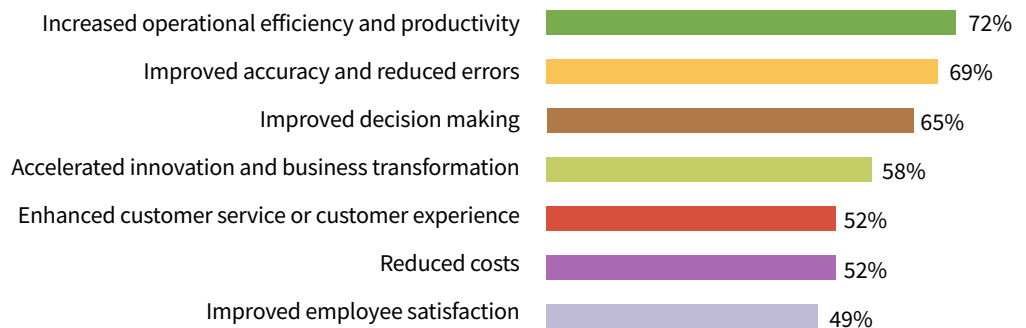 Increased operational efficiency and productivity 72%
Improved accuracy and reduced errors 69%
Improved decision making 65%
Accelerated innovation and business transformation 58%
Enhanced customer service or customer experience 52%
Reduced costs 52%
Improved employee satisfaction 49%